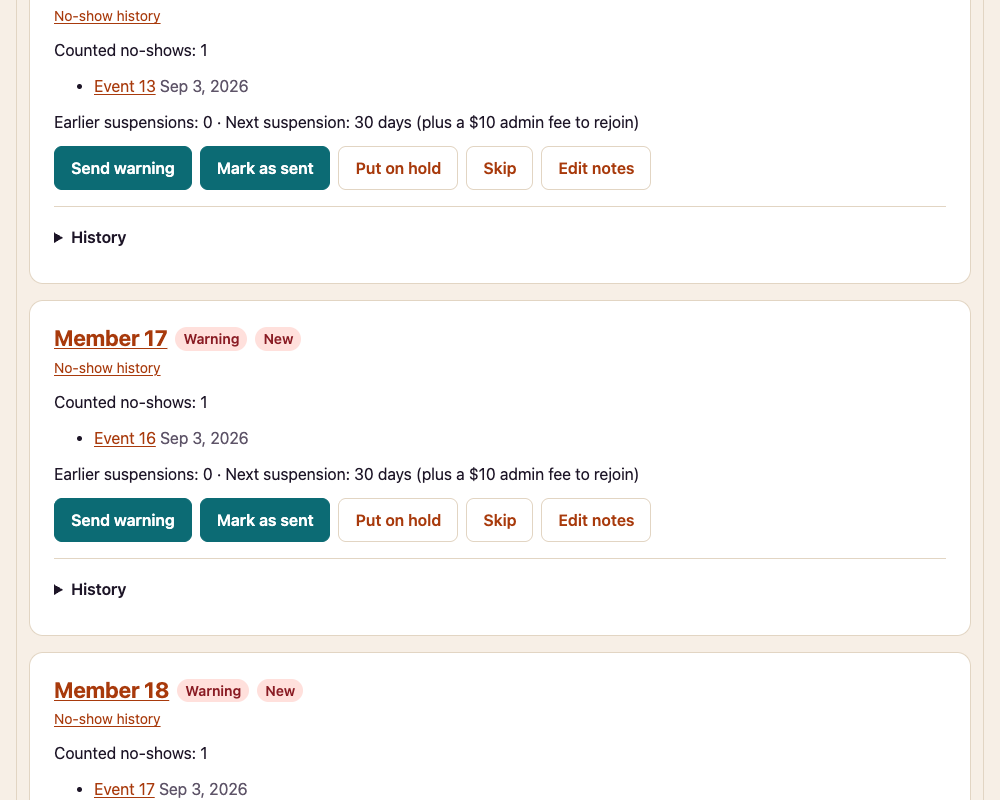 No-show history
Counted no-shows: 1
• Event 13 Sep 3, 2026
Earlier suspensions: 0 · Next suspension: 30 days (plus a $10 admin fee to rejoin)
Send warning Mark as sent Put on hold Skip Edit notes
▶ History
Member 17 Warning New
No-show history
Counted no-shows: 1
• Event 16 Sep 3, 2026
Earlier suspensions: 0 · Next suspension: 30 days (plus a $10 admin fee to rejoin)
Send warning Mark as sent Put on hold Skip Edit notes
▶ History
Member 18 Warning New
No-show history
Counted no-shows: 1
• Event 17 Sep 3, 2026